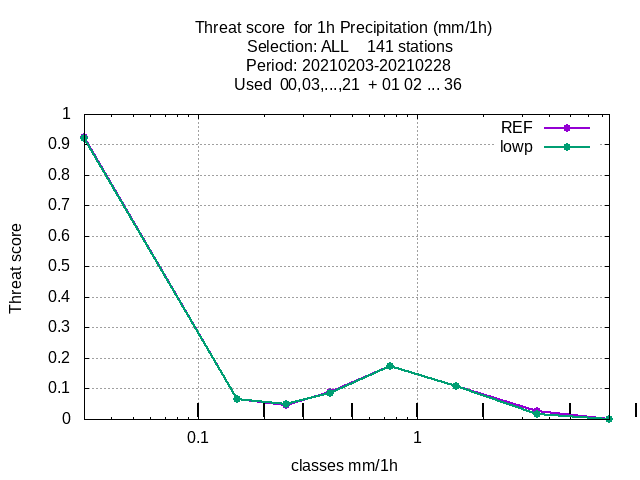 Threat score  for 1h Precipitation (mm/1h)
Selection: ALL    141 stations
Period: 20210203-20210228
Used  00,03,...,21  + 01 02 ... 36
REF
lowp
1
0.9
0.8
0.7
0.6
0.5
0.4
0.3
0.2
0.1
0
Threat score
0.1
1
classes mm/1h